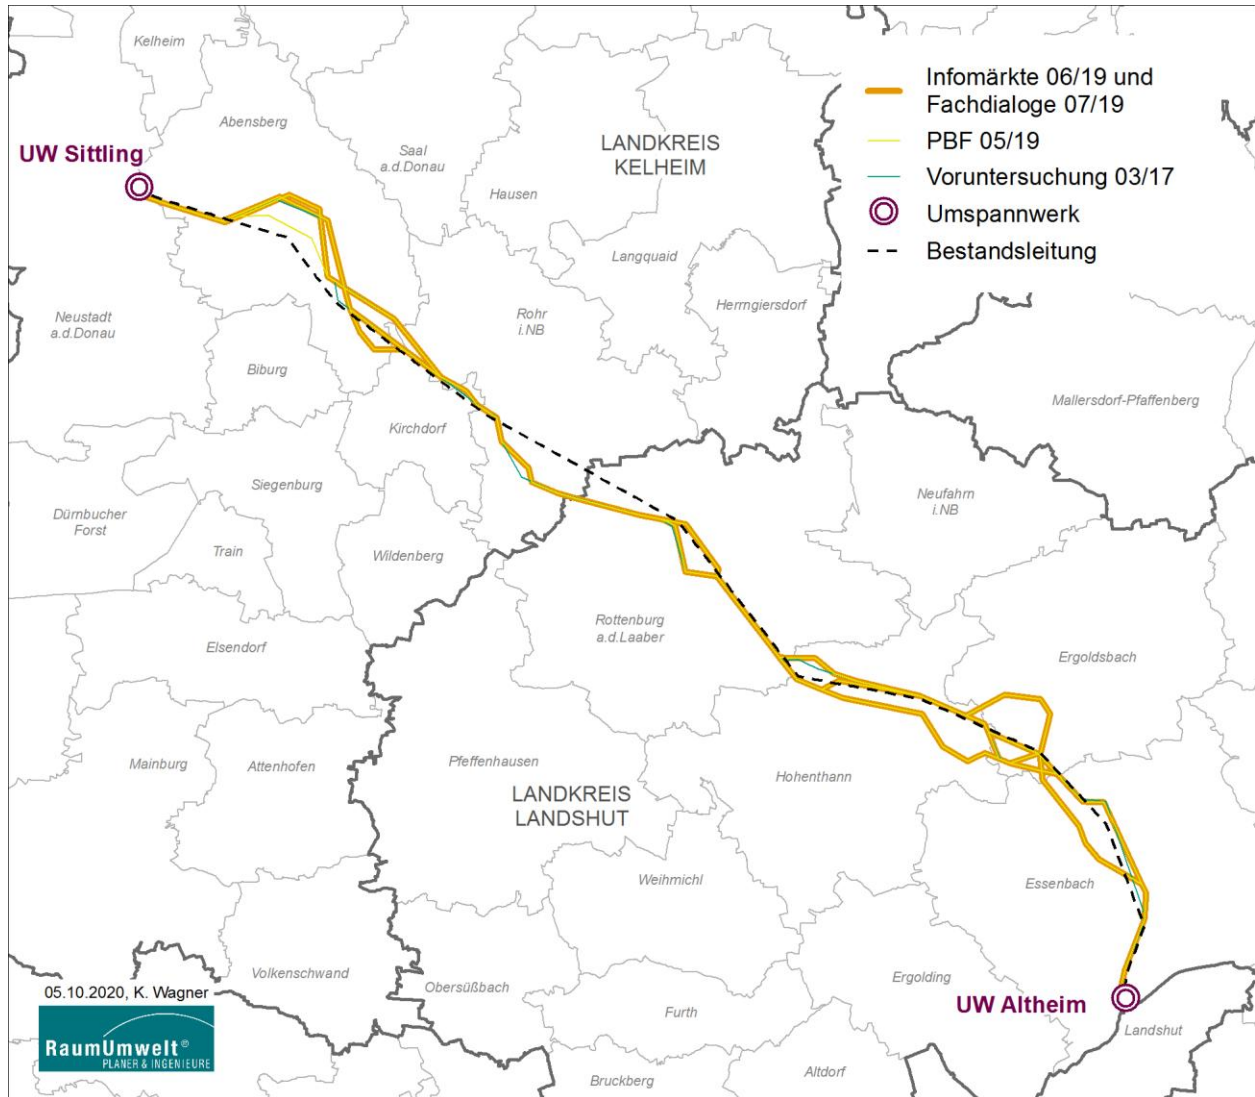 Kelheim
Abensberg
UW Sittling
Saal
a.d.Donau
LANDKREIS
KELHEIM
Hausen
Langquaid
Herrngiersdorf
Neustadt
a.d.Donau
Rohr
i.NB
Biburg
Kirchdorf
Mallersdorf-Pfaffenberg
Siegenburg
Dürnbucher
Forst
Train
Wildenberg
Neufahrn
i.NB
Rottenburg
a.d.Laaber
Elsendorf
Ergoldsbach
Mainburg
Attenhofen
Pfeffenhausen
Hohenthann
LANDKREIS
LANDSHUT
Weihmichl
Essenbach
Volkenschwand
Obersüßbach
Ergolding
Furth
UW Altheim
Landshut
Bruckberg
Altdorf
Infomärkte 06/19 und
Fachdialoge 07/19
PBF 05/19
Voruntersuchung 03/17
Umspannwerk
Bestandsleitung
05.10.2020, K. Wagner
RaumUmwelt®
PLANER & INGENIEURE